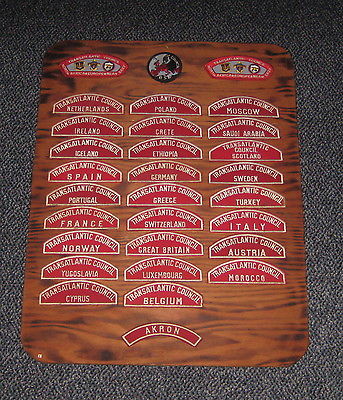 TRANSATLANTIC COUNCIL
TRANSATLANTIC COUNCIL
TRANSATLANTIC COUNCIL
NETHERLANDS
TRANSATLANTIC COUNCIL
POLAND
TRANSATLANTIC COUNCIL
MOSCOW
TRANSATLANTIC COUNCIL
IRELAND
TRANSATLANTIC COUNCIL
CRETE
TRANSATLANTIC COUNCIL
SAUDI ARABIA
TRANSATLANTIC COUNCIL
ICELAND
TRANSATLANTIC COUNCIL
ETHIOPIA
TRANSATLANTIC
COUNCIL
SCOTLAND
TRANSATLANTIC COUNCIL
SPAIN
TRANSATLANTIC COUNCIL
GERMANY
TRANSATLANTIC COUNCIL
SWEDEN
TRANSATLANTIC COUNCIL
PORTUGAL
TRANSATLANTIC COUNCIL
GREECE
TRANSATLANTIC COUNCIL
TURKEY
TRANSATLANTIC COUNCIL
FRANCE
TRANSATLANTIC COUNCIL
SWITZERLAND
TRANSATLANTIC COUNCIL
ITALY
TRANSATLANTIC COUNCIL
NORWAY
TRANSATLANTIC COUNCIL
GREAT BRITAIN
TRANSATLANTIC COUNCIL
AUSTRIA
TRANSATLANTIC COUNCIL
YUGOSLAVIA
TRANSATLANTIC COUNCIL
LUXEMBOURG
TRANSATLANTIC COUNCIL
MOROCCO
TRANSATLANTIC COUNCIL
CYPRUS
TRANSATLANTIC COUNCIL
BELGIUM
AKRON